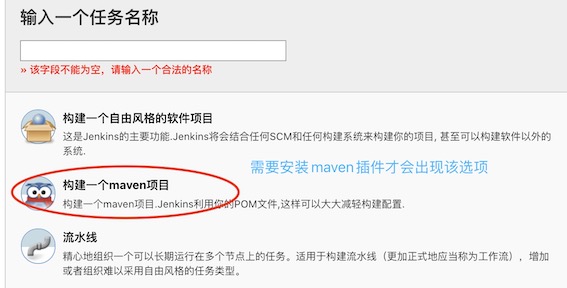 输入一个任务名称
» 该字段不能为空，请输入一个合法的名称
构建一个自由风格的软件项目
这是Jenkins的主要功能.Jenkins将会结合任何SCM和任何构建系统来构建你的项目, 甚至可以构建软件以外的
系统.
需要安装maven插件才会出现该选项
构建一个maven项目
构建一个maven项目.Jenkins利用你的POM文件,这样可以大大减轻构建配置.
流水线
精心地组织一个可以长期运行在多个节点上的任务。适用于构建流水线（更加正式地应当称为工作流），增加
或者组织难以采用自由风格的任务类型。